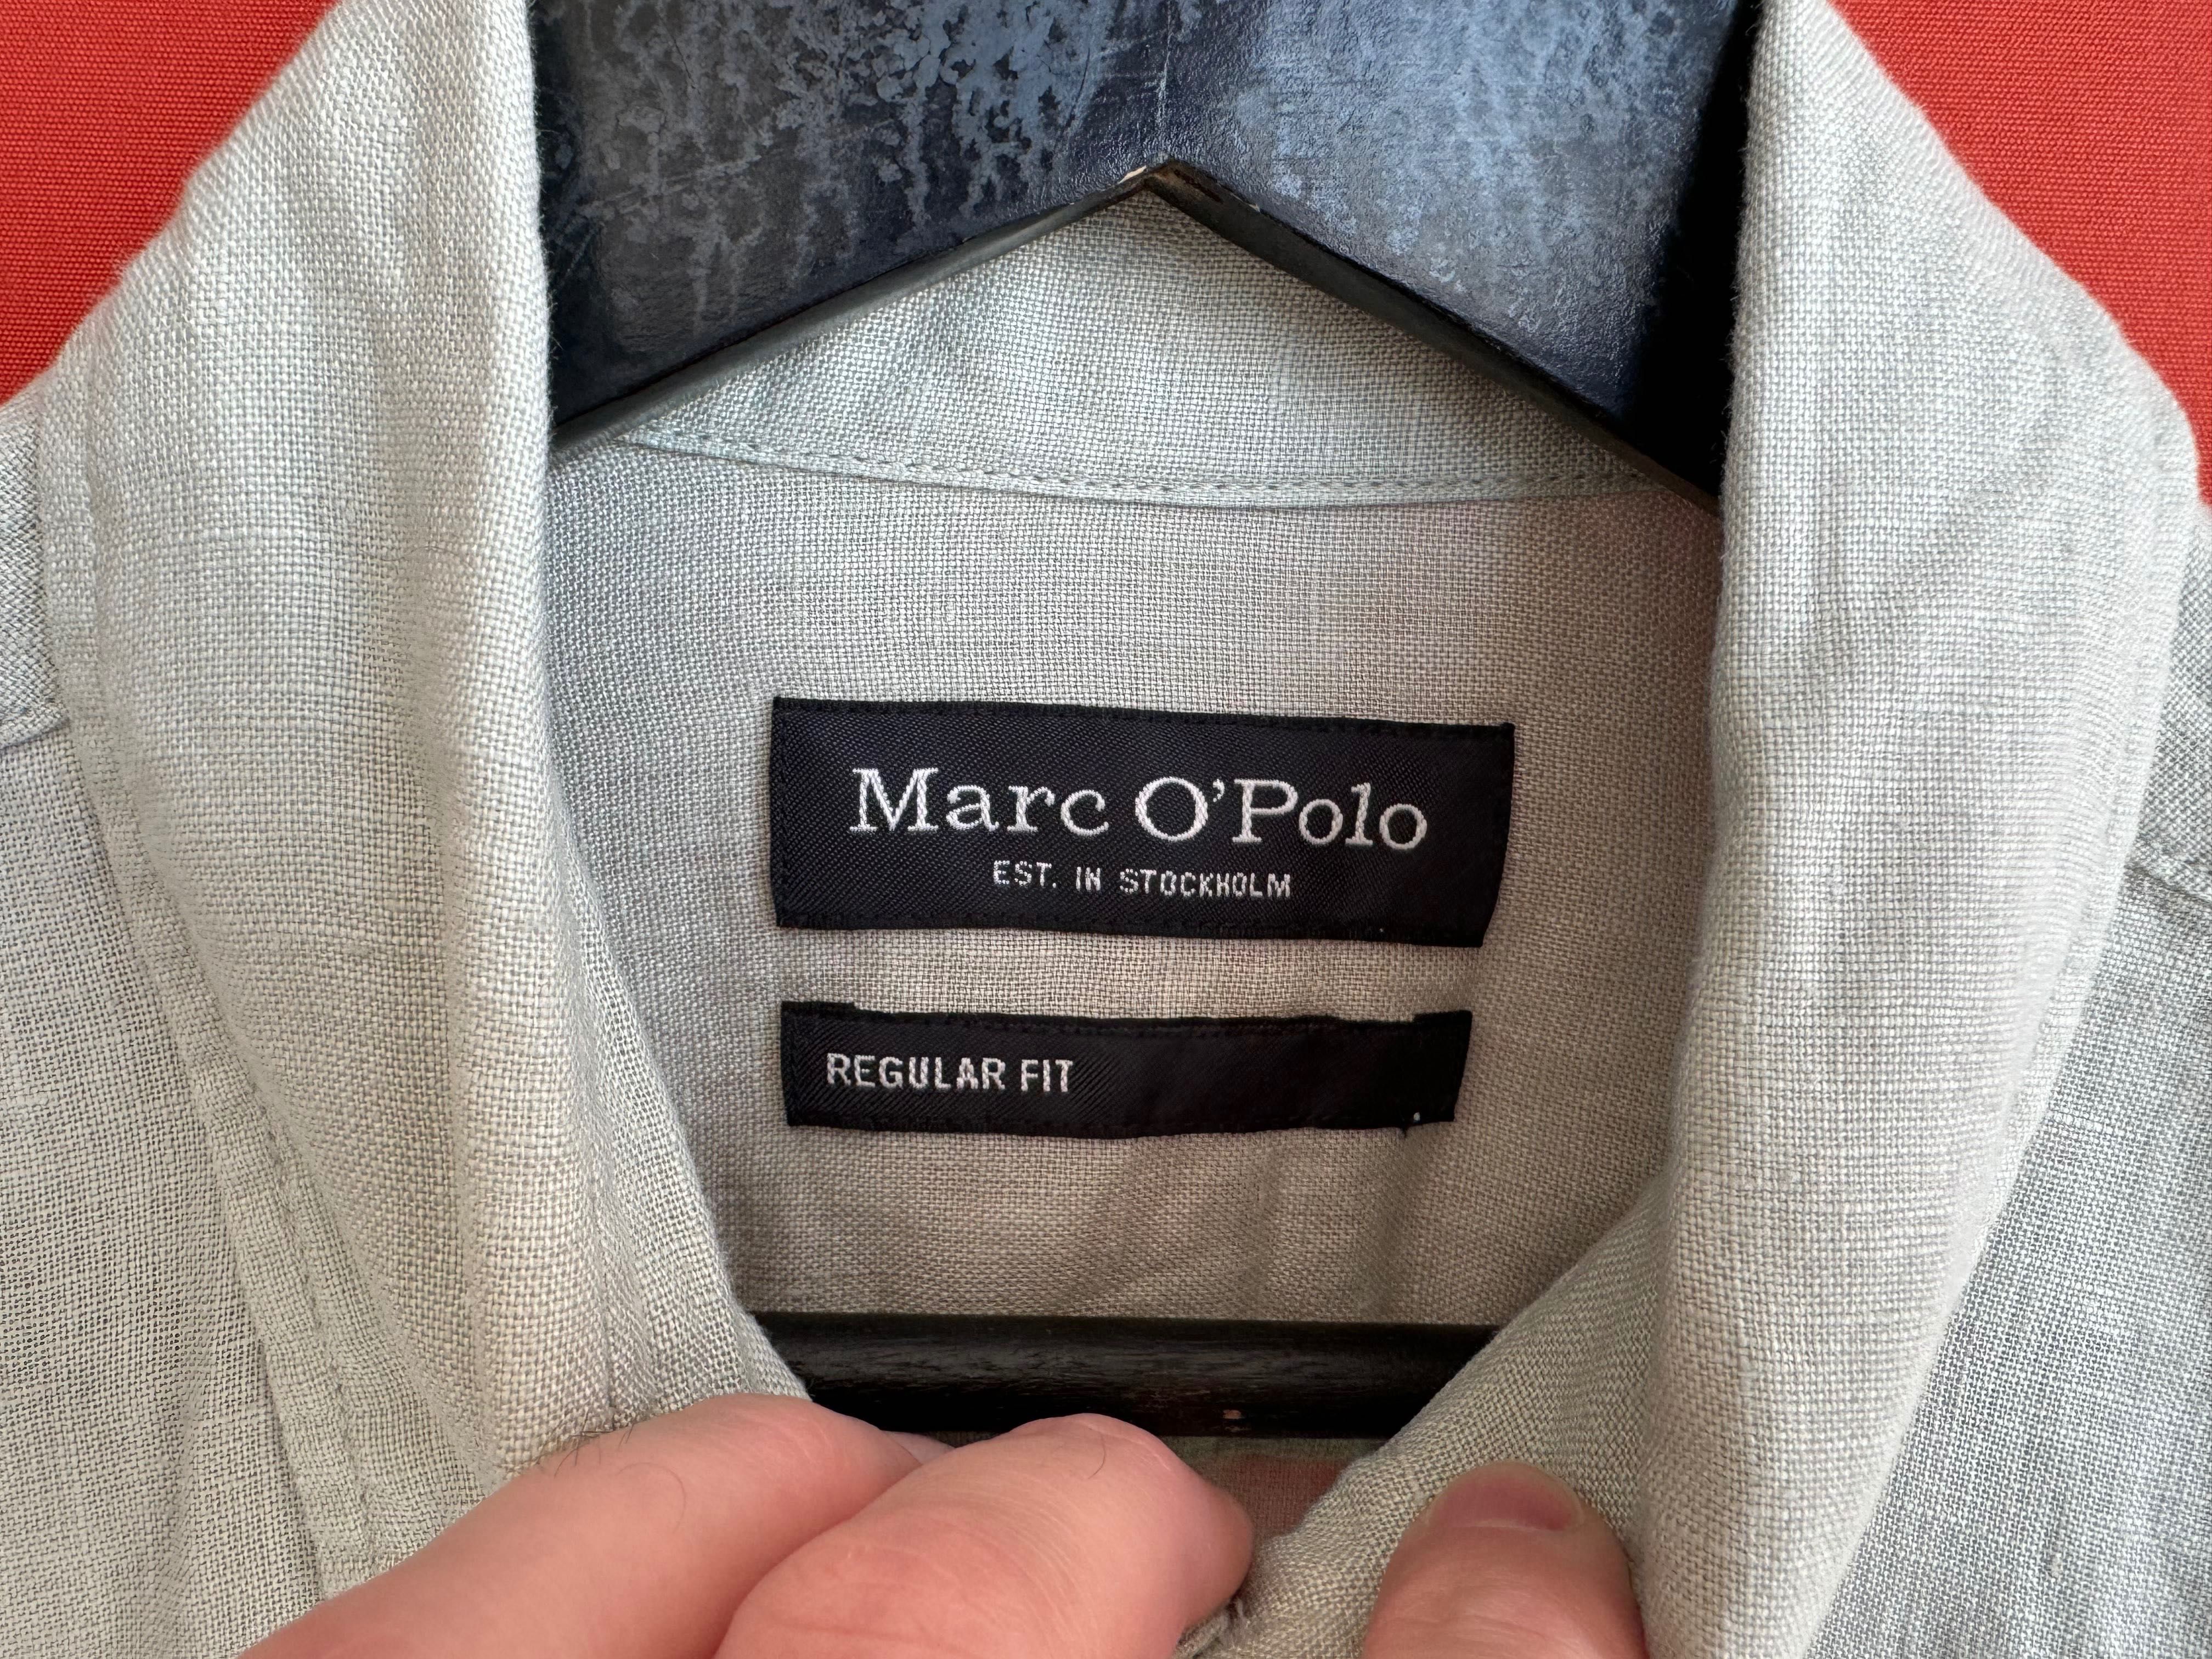 Marc O'Polo
EST. IN STOCKHOLM
REGULAR FIT